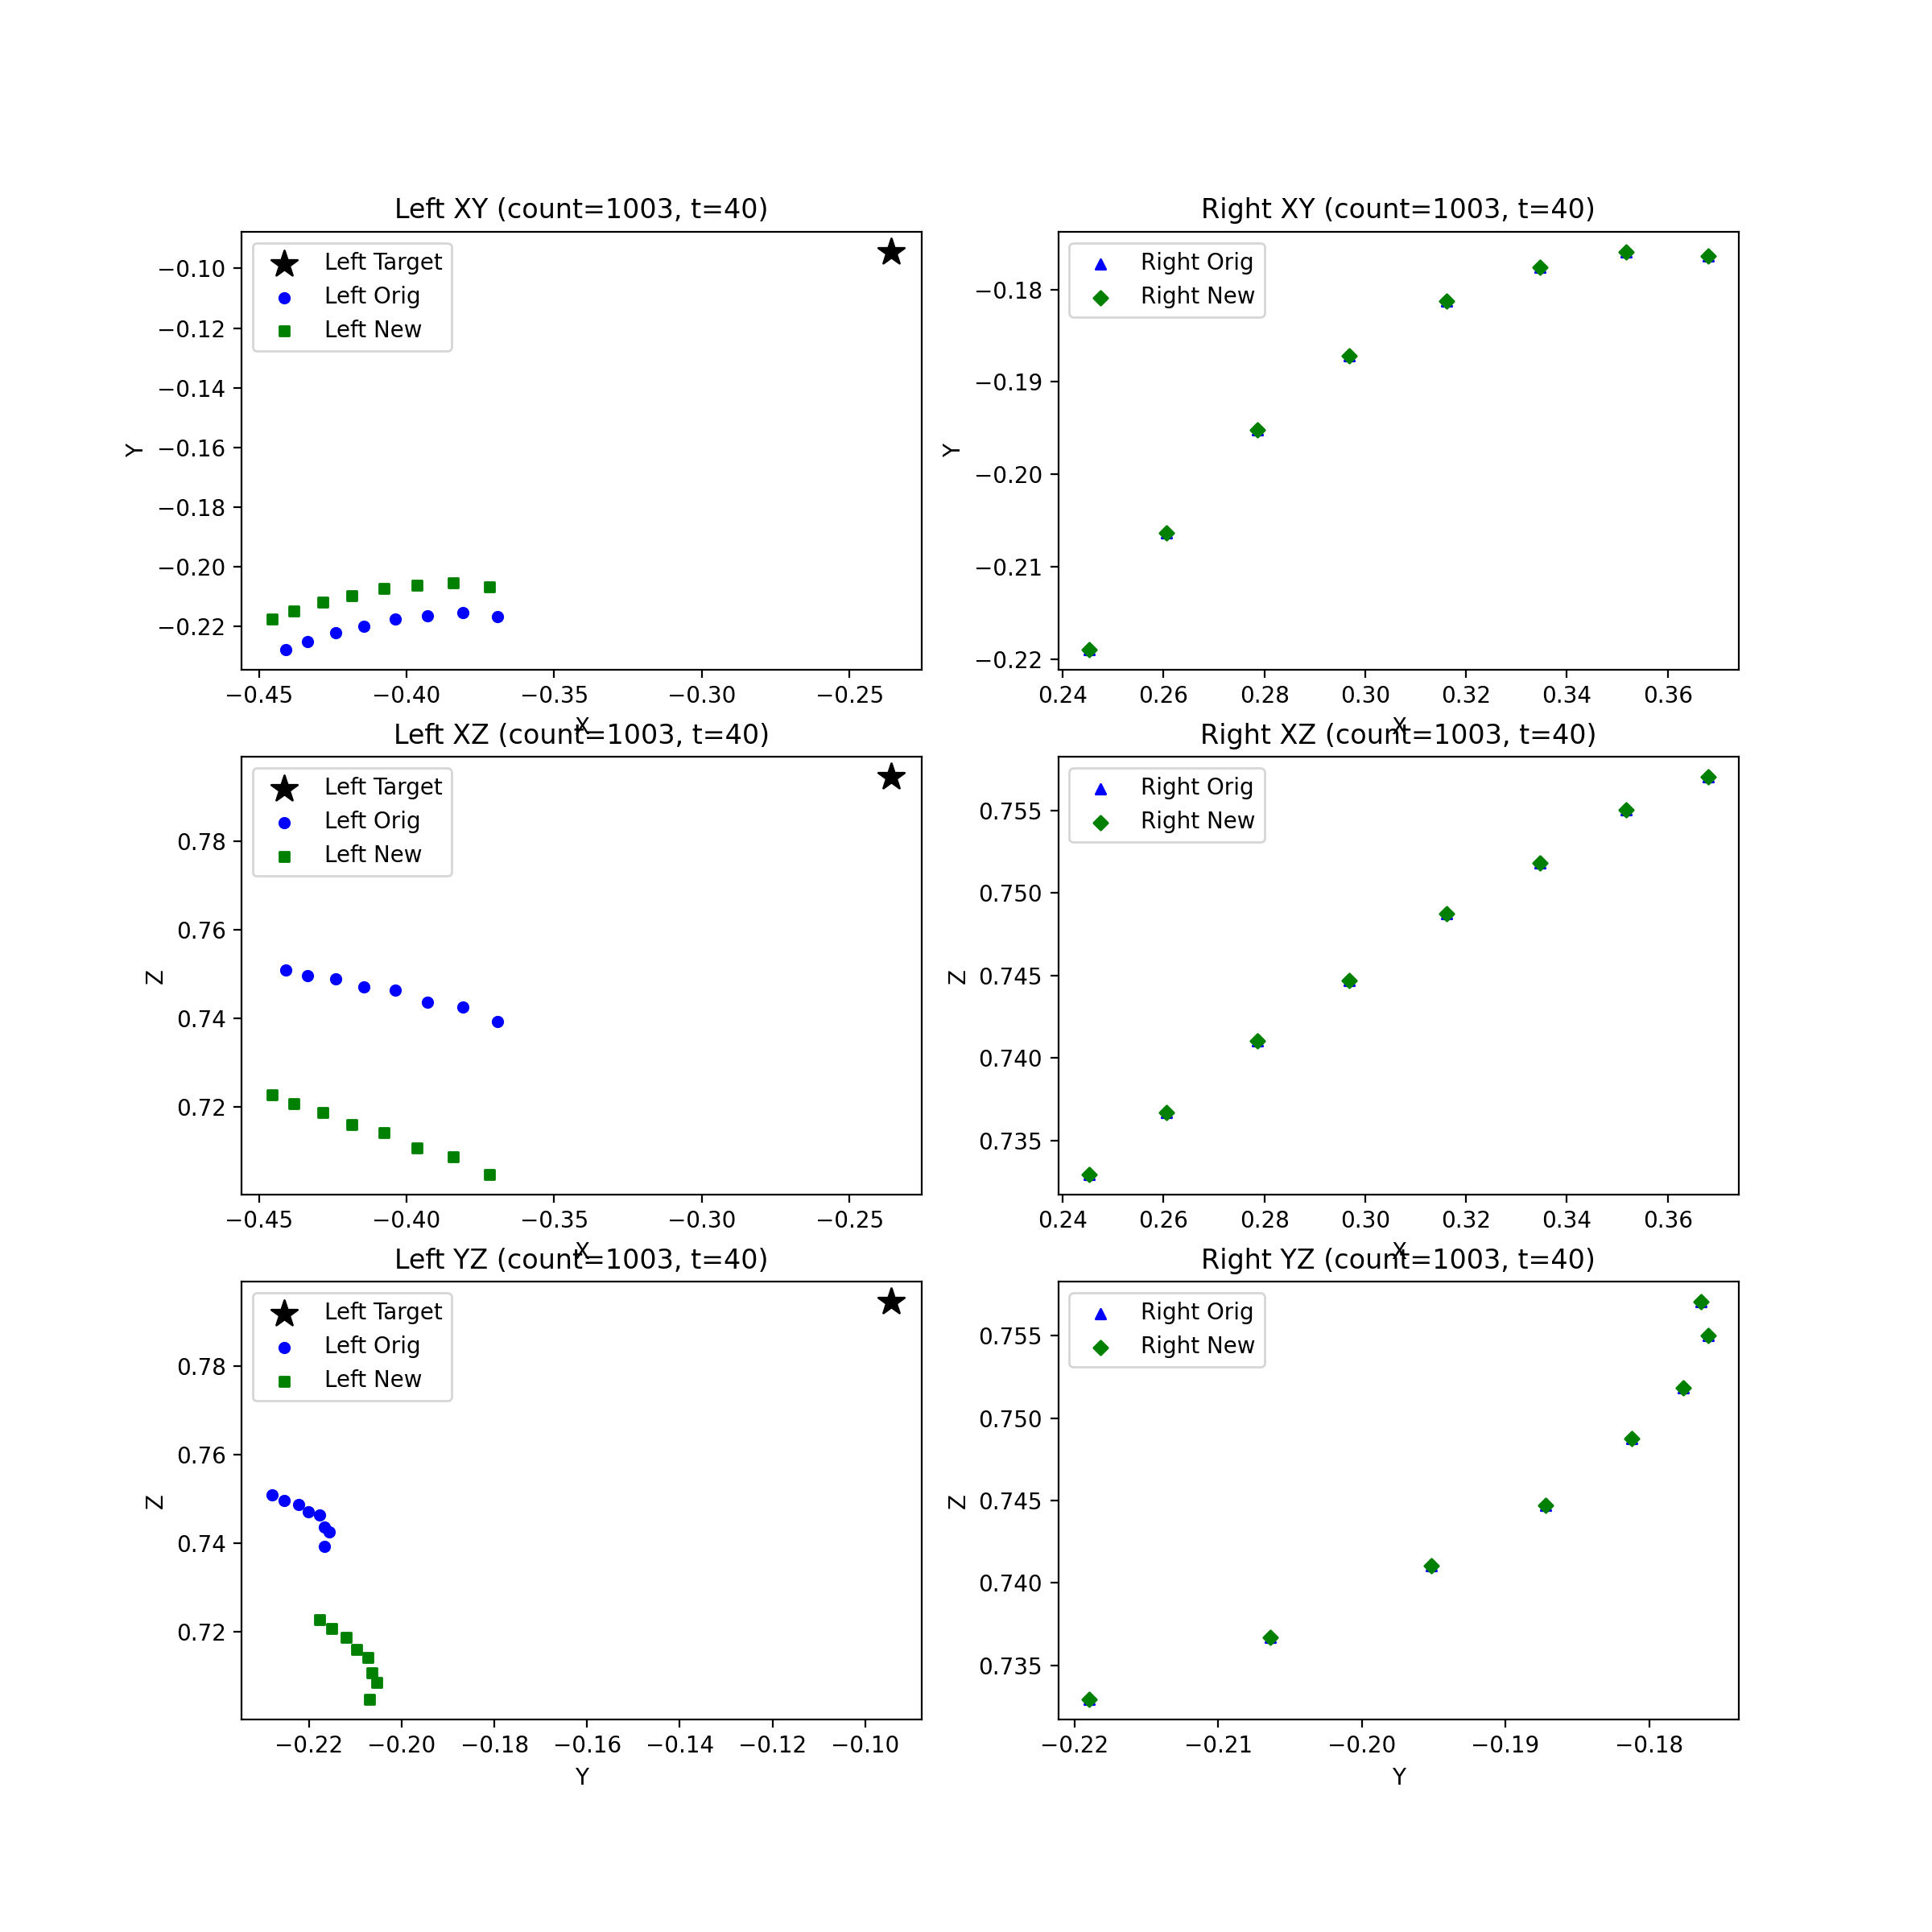 Left XY (count=1003, t=40)
Left Target
Left Orig
Left New
−0.10
−0.12
−0.14
−0.16
−0.18
−0.20
−0.22
Y
−0.45 −0.40 −0.35 −0.30 −0.25
X
Right XY (count=1003, t=40)
Right Orig
Right New
−0.18
−0.19
−0.20
−0.21
−0.22
Y
0.24 0.26 0.28 0.30 0.32 0.34 0.36
X
Left XZ (count=1003, t=40)
Left Target
Left Orig
Left New
0.78
0.76
0.74
0.72
Z
−0.45 −0.40 −0.35 −0.30 −0.25
X
Right XZ (count=1003, t=40)
Right Orig
Right New
0.755
0.750
0.745
0.740
0.735
Z
0.24 0.26 0.28 0.30 0.32 0.34 0.36
X
Left YZ (count=1003, t=40)
Left Target
Left Orig
Left New
0.78
0.76
0.74
0.72
Z
−0.22 −0.20 −0.18 −0.16 −0.14 −0.12 −0.10
Y
Right YZ (count=1003, t=40)
Right Orig
Right New
0.755
0.750
0.745
0.740
0.735
Z
−0.22 −0.21 −0.20 −0.19 −0.18
Y